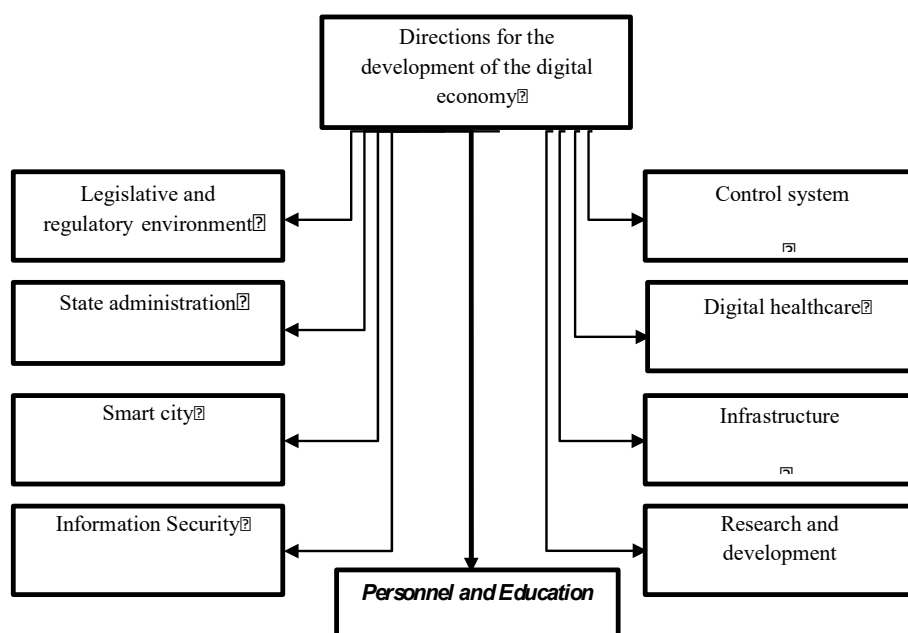 Directions for the
development of the digital
economy⍰
Legislative and
regulatory environment⍰
State administration⍰
Smart city⍰
Information Security⍰
Personnel and Education
Control system
⍰
Digital healthcare⍰
Infrastructure
⍰
Research and
development